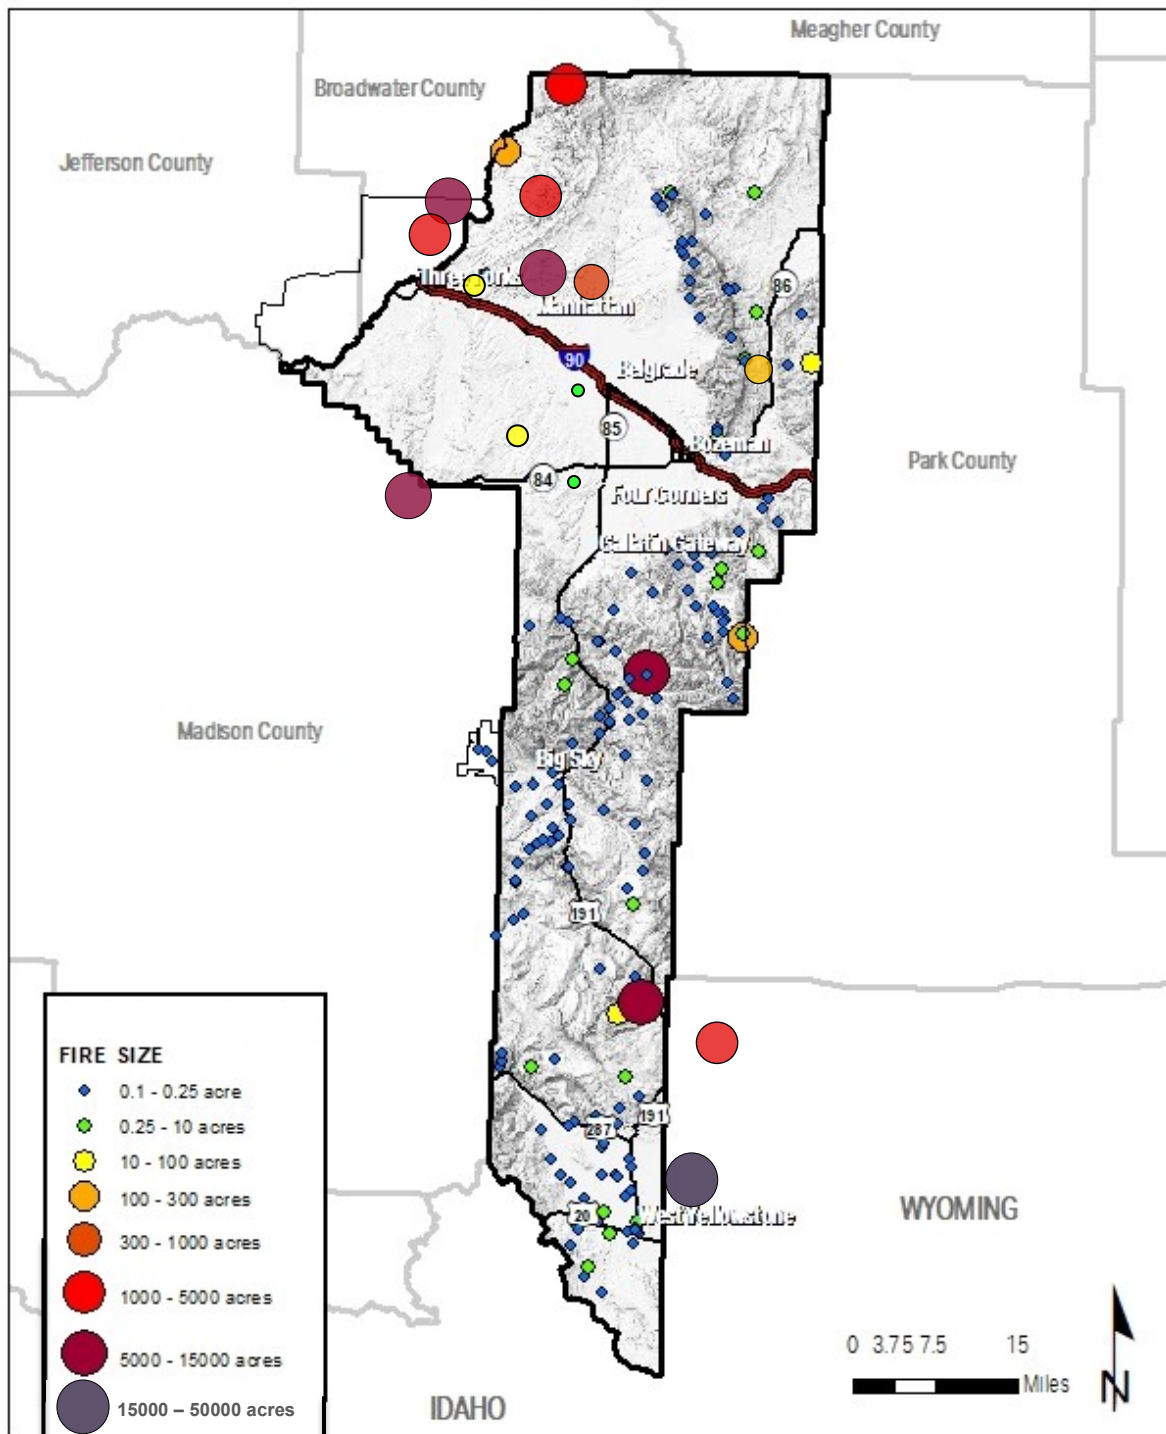 Meagher County
Broadwater County
Jefferson County
Three Forks
86
Manhattan
90
Belgrade
85
Bozeman
Park County
84
Four Corners
Gallatin Gateway
Madison County
Big Sky
191
FIRE SIZE
0.1 - 0.25 acre
0.25 - 10 acres
10 - 100 acres
100 - 300 acres
300 - 1000 acres
1000 - 5000 acres
5000 - 15000 acres
15000 – 50000 acres
191
287
20
West Yellowstone
WYOMING
IDAHO
0 3.75 7.5 15
Miles
N